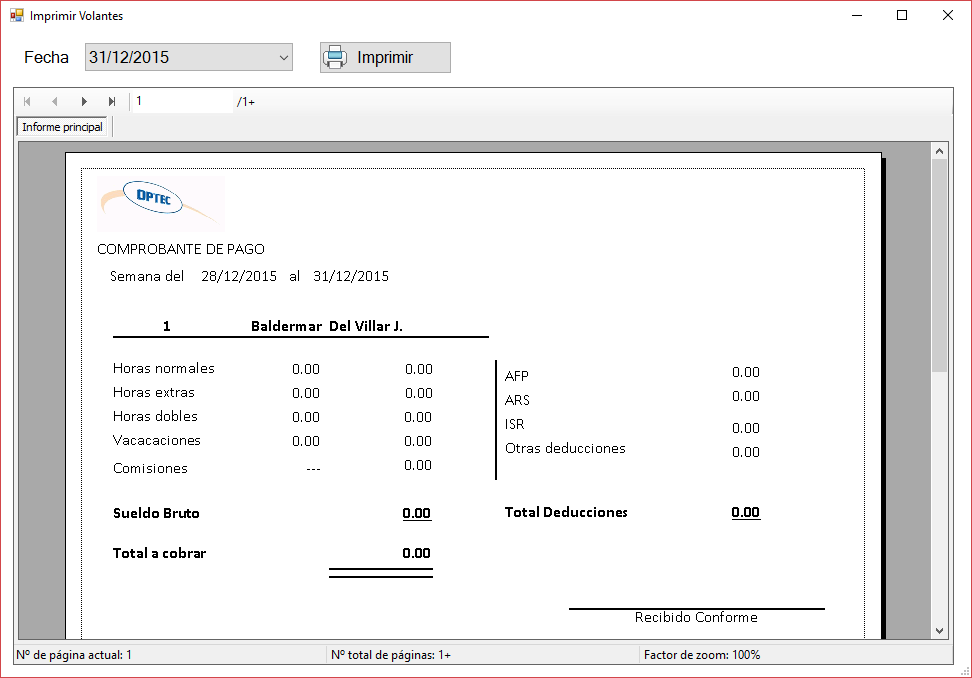 Imprimir Volantes
Fecha 31/12/2015 Imprimir
1 /1+
Informe principal
OPTEC
COMPROBANTE DE PAGO
Semana del 28/12/2015 al 31/12/2015
1 Baldermar Del Villar J.
Horas normales 0.00 0.00
Horas extras 0.00 0.00
Horas dobles 0.00 0.00
Vacacaciones 0.00 0.00
Comisiones --- 0.00
AFP 0.00
ARS 0.00
ISR 0.00
Otras deducciones 0.00
Sueldo Bruto 0.00 Total Deducciones 0.00
Total a cobrar 0.00
Recibido Conforme
Nº de página actual: 1 Nº total de páginas: 1+ Factor de zoom: 100%